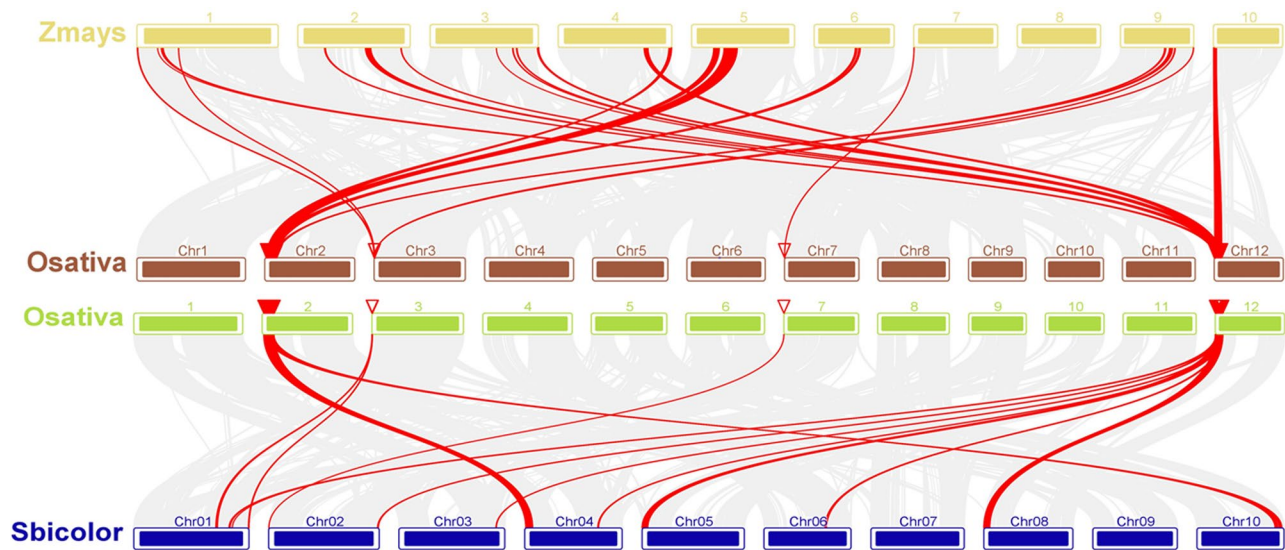 1 2 3 4 5 6 7 8 9 10
Zmays
Chr1 Chr2 Chr3 Chr4 Chr5 Chr6 Chr7 Chr8 Chr9 Chr10 Chr11 Chr12
Osativa
1 2 3 4 5 6 7 8 9 10 11 12
Osativa
Chr01 Chr02 Chr03 Chr04 Chr05 Chr06 Chr07 Chr08 Chr09 Chr10
Sbicolor